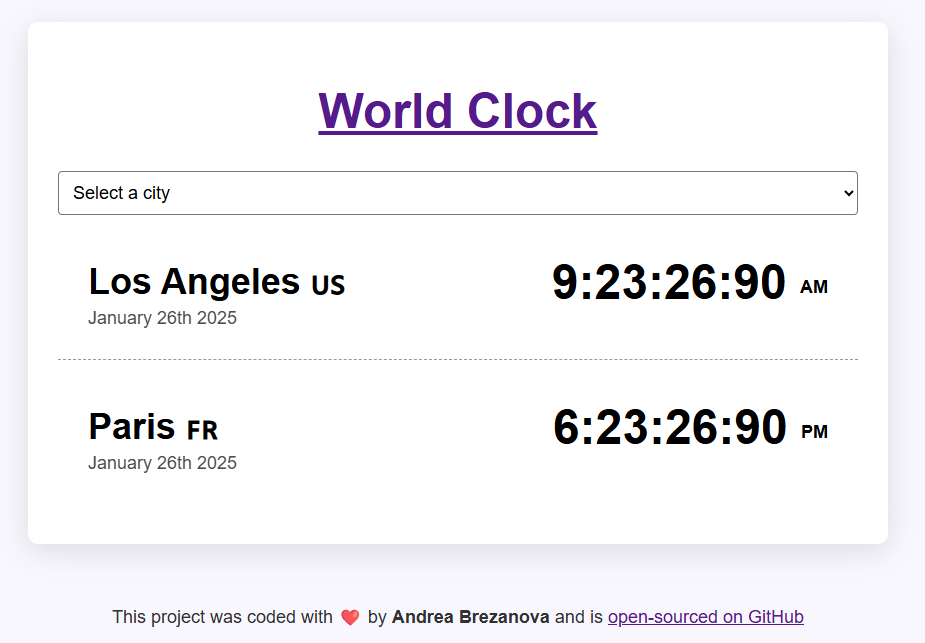 World Clock
Select a city
Los Angeles US
9:23:26:90 AM
January 26th 2025
Paris FR
6:23:26:90 PM
January 26th 2025
This project was coded with 💖 by Andrea Brezanova and is open-sourced on GitHub